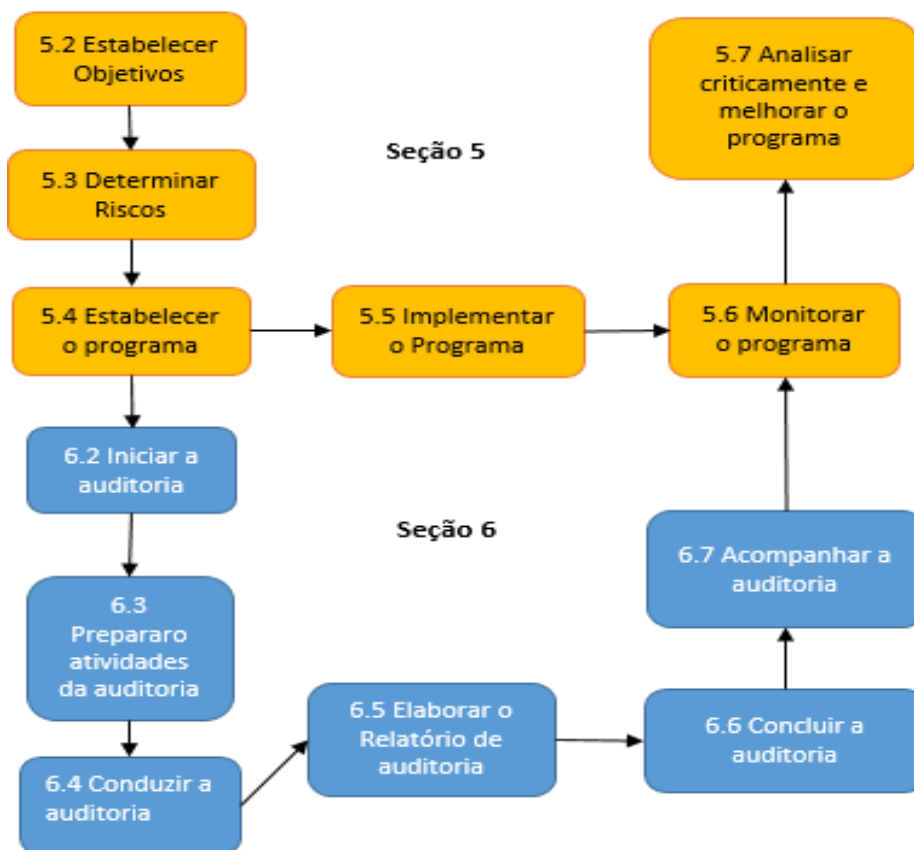 5.2 Estabelecer
Objetivos
5.7 Analisar
criticamente e
melhorar o
programa
Seção 5
5.3 Determinar
Riscos
5.4 Estabelecer
o programa
5.5 Implementar
o Programa
5.6 Monitorar
o programa
6.2 Iniciar a
auditoria
Seção 6
6.7 Acompanhar a
auditoria
6.3
Prepararo
atividades
da auditoria
6.5 Elaborar o
Relatório de
auditoria
6.6 Concluir a
auditoria
6.4 Conduzir a
auditoria